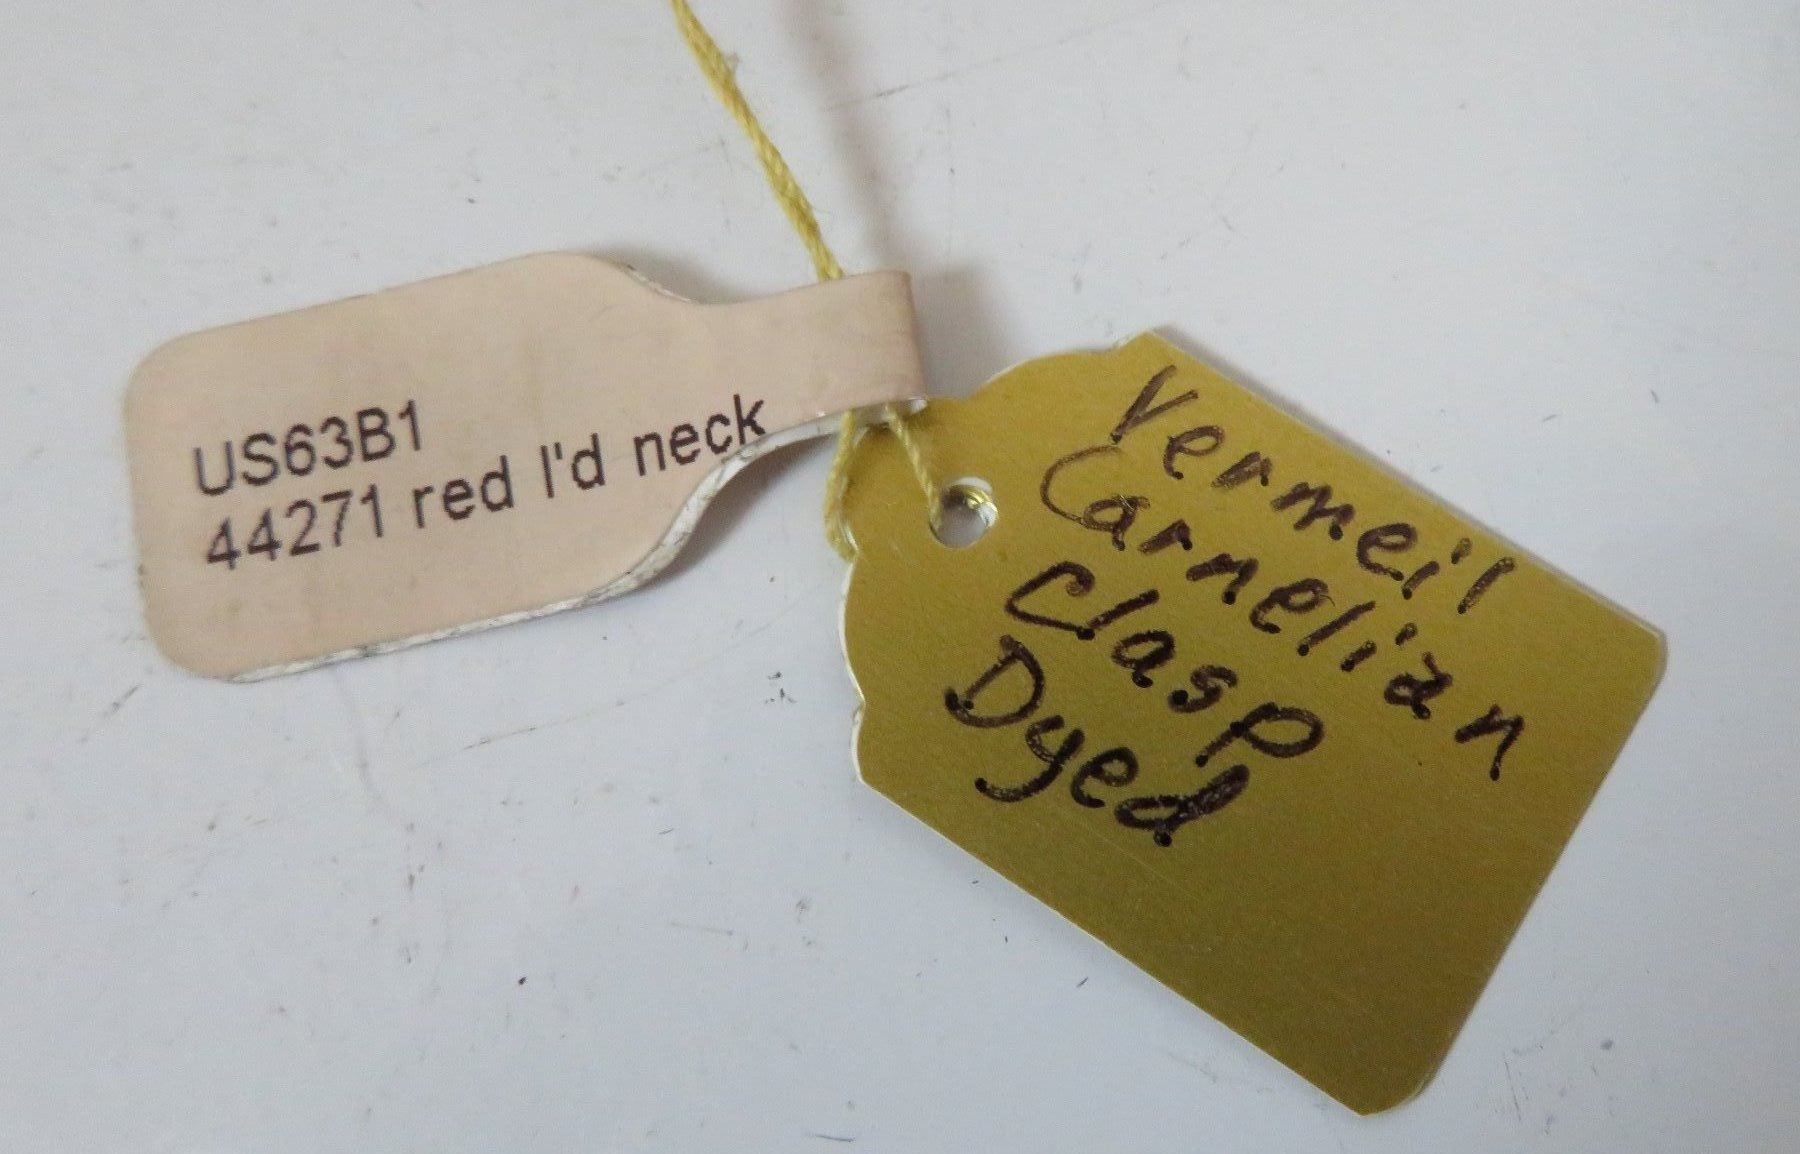 US63B1
44271 red l'd neck
Vermeil
Carnelian
Clasp
Dyed